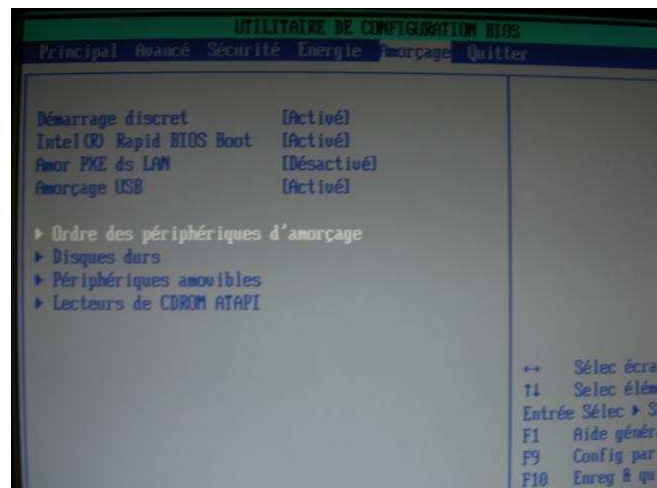 UTILITAIRE DE CONFIGURATION BIOS
Principal Avancé Sécurité Energie Amorçage Quitter
Démarrage discret [Activé]
Intel(R) Rapid BIOS Boot [Activé]
Amor PXE ds LAN [Désactivé]
Amorçage USB [Activé]
Ordre des périphériques d'amorçage
Disques durs
Périphériques amovibles
Lecteurs de CDROM ATAPI
↔ Sélec écra
↑↓ Selec élém
Entrée Sélec ▶ S
F1 Aide génér
F9 Config par
F10 Enreg & qu